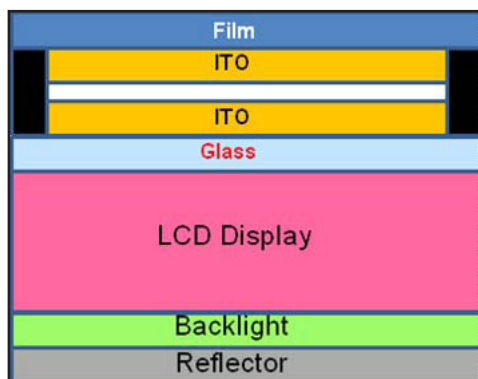 Film
ITO
ITO
Glass
LCD Display
Backlight
Reflector